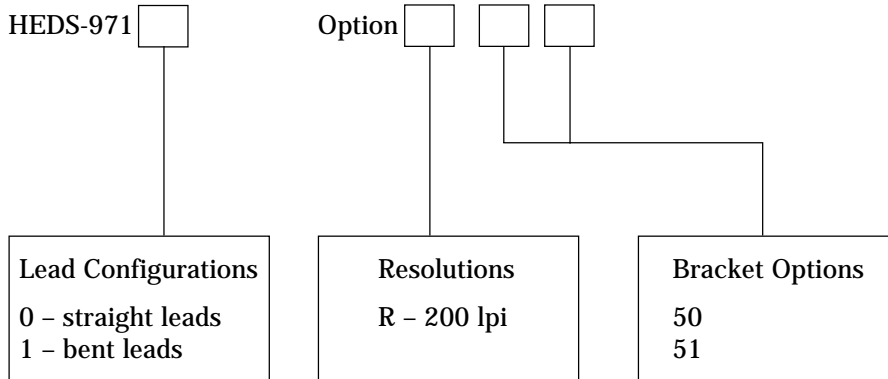 HEDS-971 Option
Lead Configurations
0 – straight leads
1 – bent leads
Resolutions
R – 200 lpi
Bracket Options
50
51